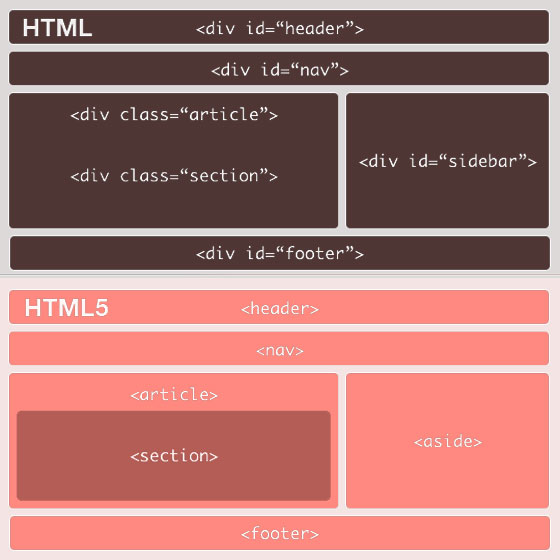 HTML <div id=“header”>
<div id=“nav”>
<div class=“article”>
<div class=“section”>
<div id=“sidebar”>
<div id=“footer”>
HTML5 <header>
<nav>
<article>
<section>
<aside>
<footer>